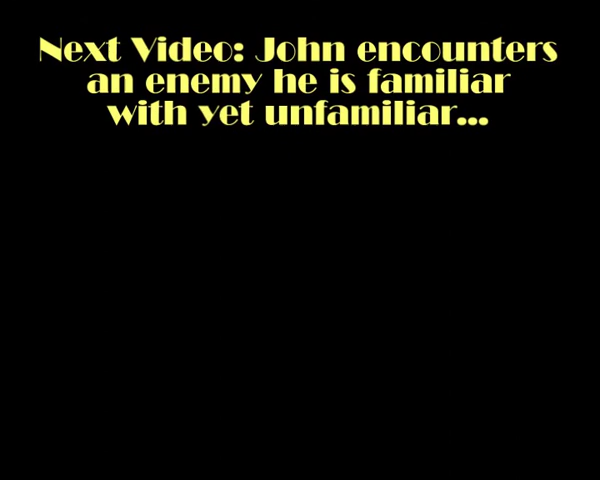 Next Video: John encounters
an enemy he is familiar
with yet unfamiliar...